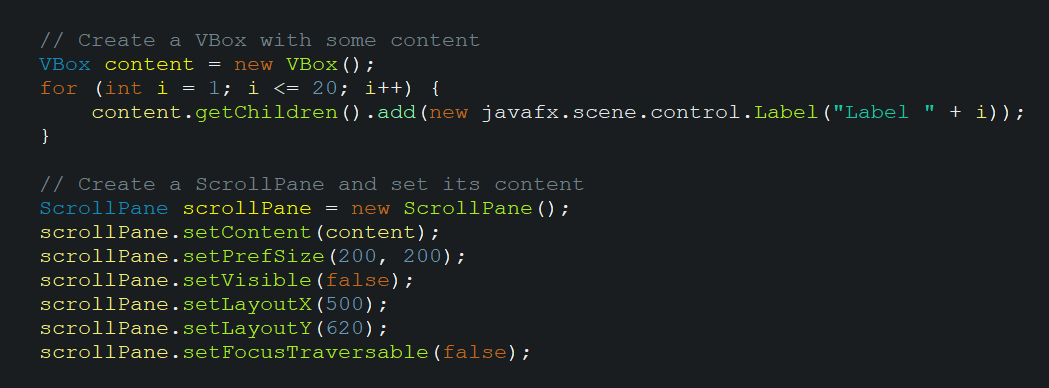 // Create a VBox with some content
VBox content = new VBox();
for (int i = 1; i <= 20; i++) {
    content.getChildren().add(new javafx.scene.control.Label("Label " + i));
}

// Create a ScrollPane and set its content
ScrollPane scrollPane = new ScrollPane();
scrollPane.setContent(content);
scrollPane.setPrefSize(200, 200);
scrollPane.setVisible(false);
scrollPane.setLayoutX(500);
scrollPane.setLayoutY(620);
scrollPane.setFocusTraversable(false);